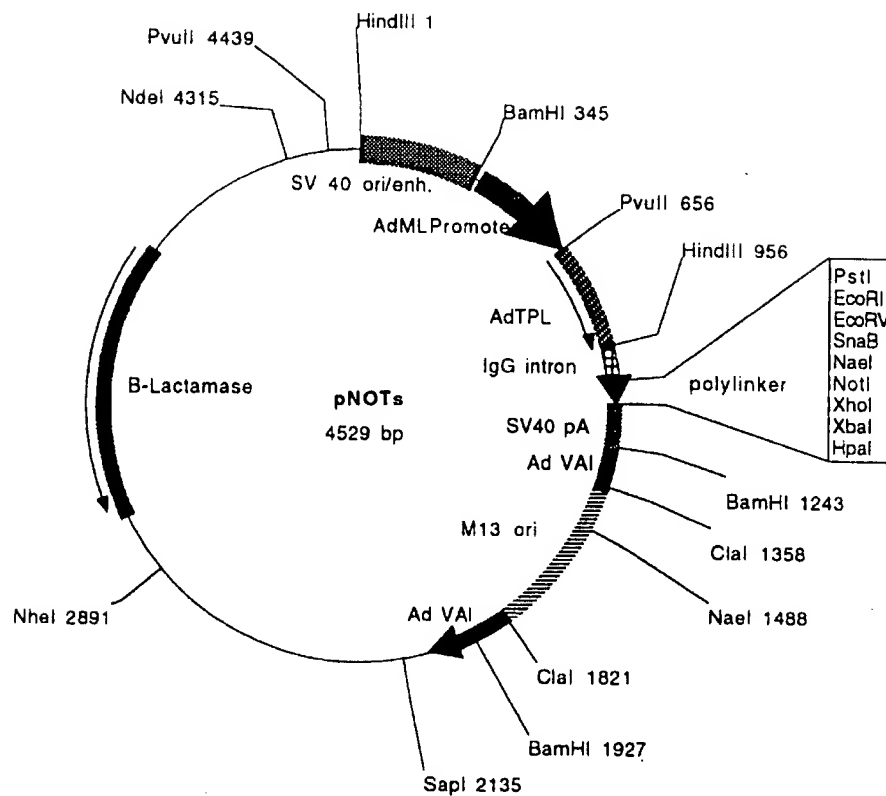 HindIII 1
PvuII 4439
NdeI 4315
BamHI 345
SV 40 ori/enh.
AdMLPromote
PvuII 656
HindIII 956
AdTPL
IgG intron
PstI
EcoRI
EcoRV
SnaB
NaeI
NotI
XhoI
XbaI
HpaI
polylinker
B-Lactamase
pNOTs
4529 bp
SV40 pA
Ad VAI
BamHI 1243
M13 ori
ClaI 1358
NaeI 1488
NheI 2891
Ad VAI
ClaI 1821
BamHI 1927
SapI 2135